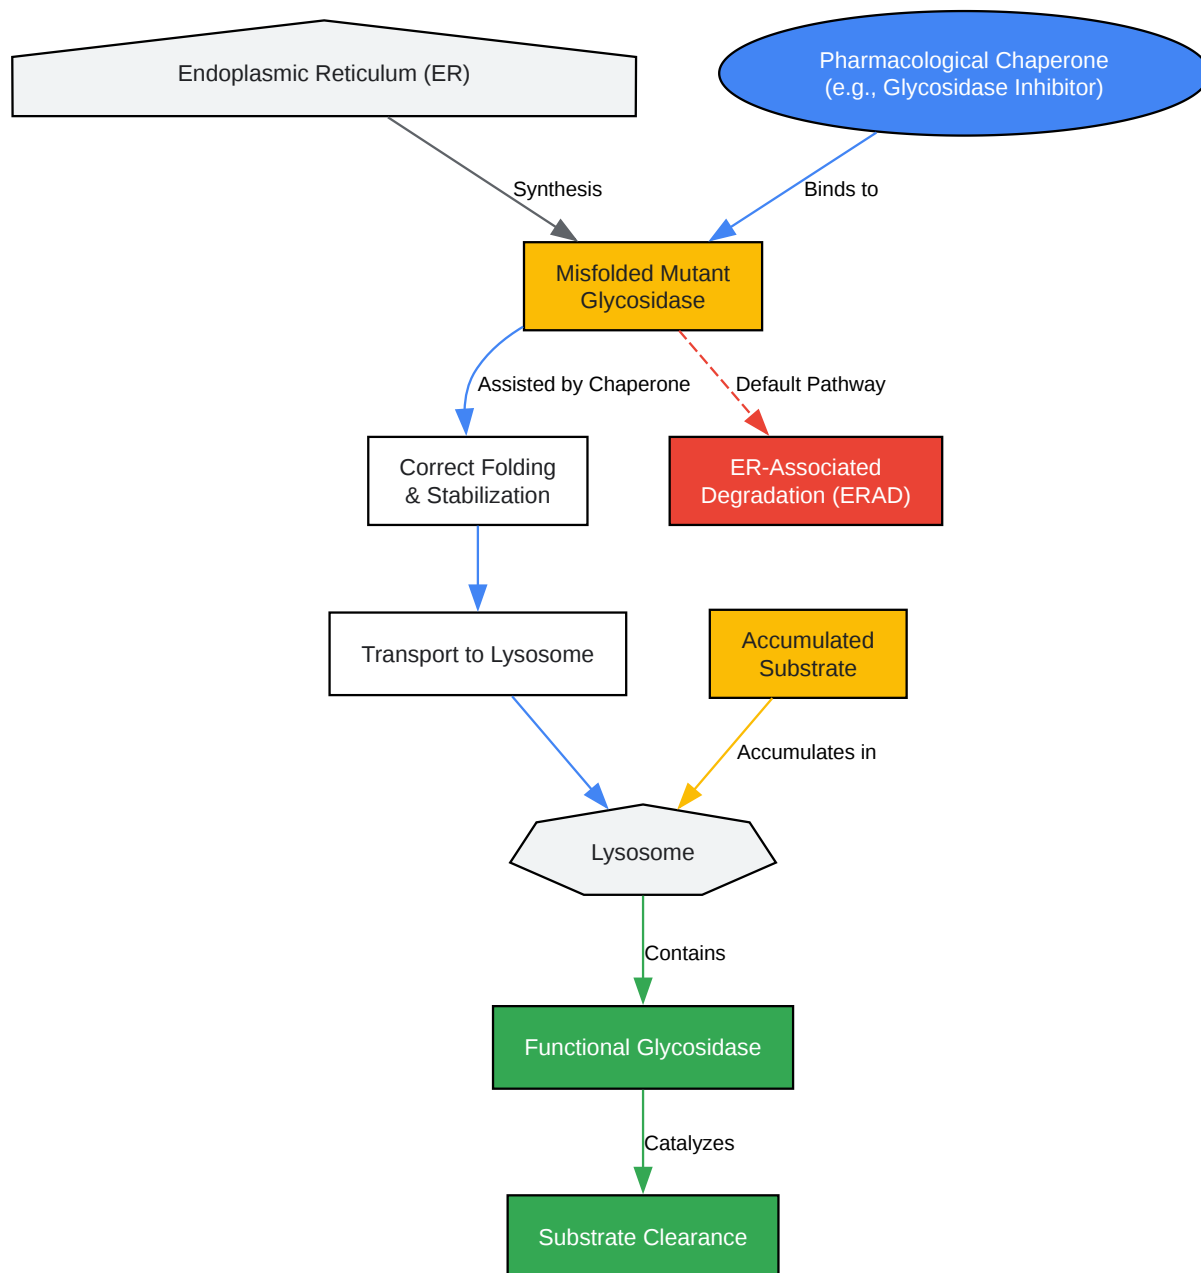 Endoplasmic Reticulum (ER)
Pharmacological Chaperone
(e.g., Glycosidase Inhibitor)
Synthesis
Binds to
Misfolded Mutant
Glycosidase
Assisted by Chaperone
Default Pathway
Correct Folding
& Stabilization
ER-Associated
Degradation (ERAD)
Transport to Lysosome
Accumulated
Substrate
Accumulates in
Lysosome
Contains
Functional Glycosidase
Catalyzes
Substrate Clearance